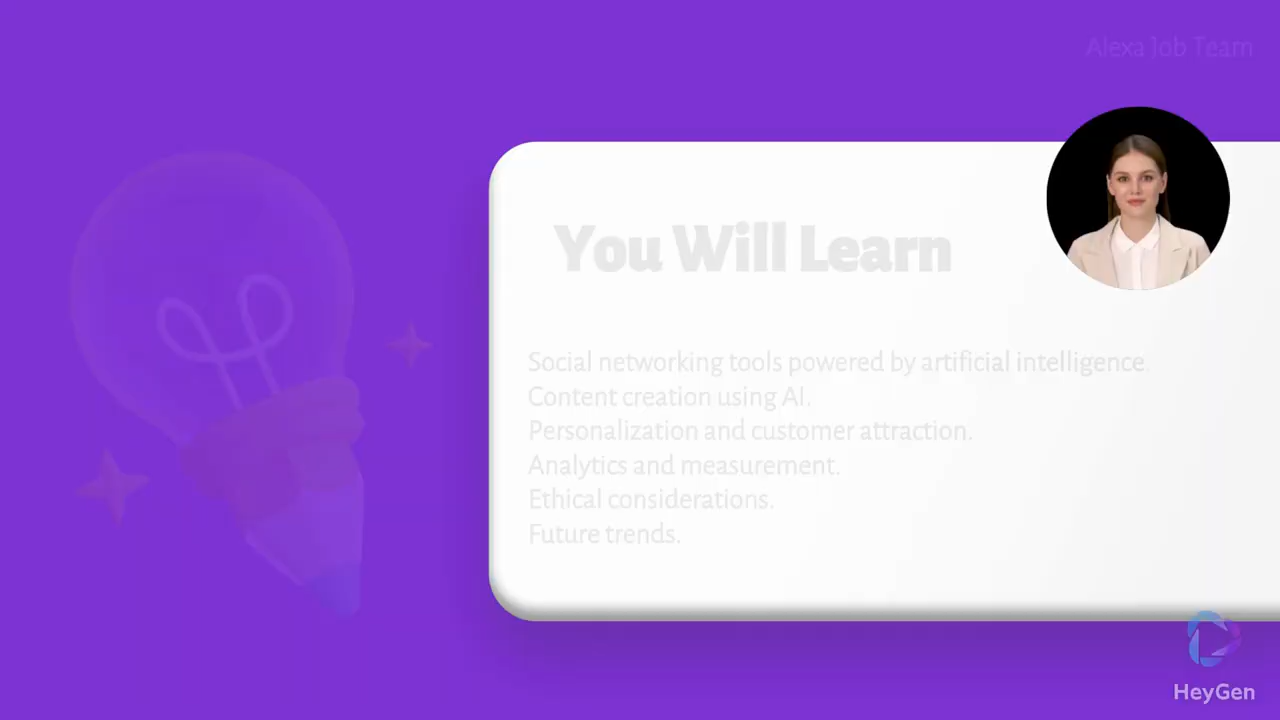 Alexa Job Team
You Will Learn
Social networking tools powered by artificial intelligence.
Content creation using AI.
Personalization and customer attraction.
Analytics and measurement.
Ethical considerations.
Future trends.
HeyGen